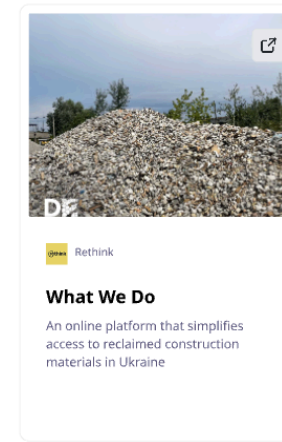 Rethink
What We Do
An online platform that simplifies
access to reclaimed construction
materials in Ukraine